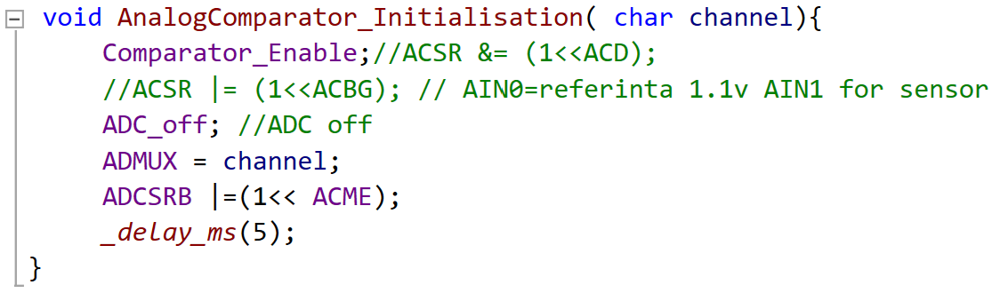 void AnalogComparator_Initialisation( char channel){
Comparator_Enable;//ACSR &= (1<<ACD);
//ACSR |= (1<<ACBG); // AIN0=referinta 1.1v AIN1 for sensor
ADC_off; //ADC off
ADMUX = channel;
ADCSRB |=(1<< ACME);
_delay_ms(5);
}